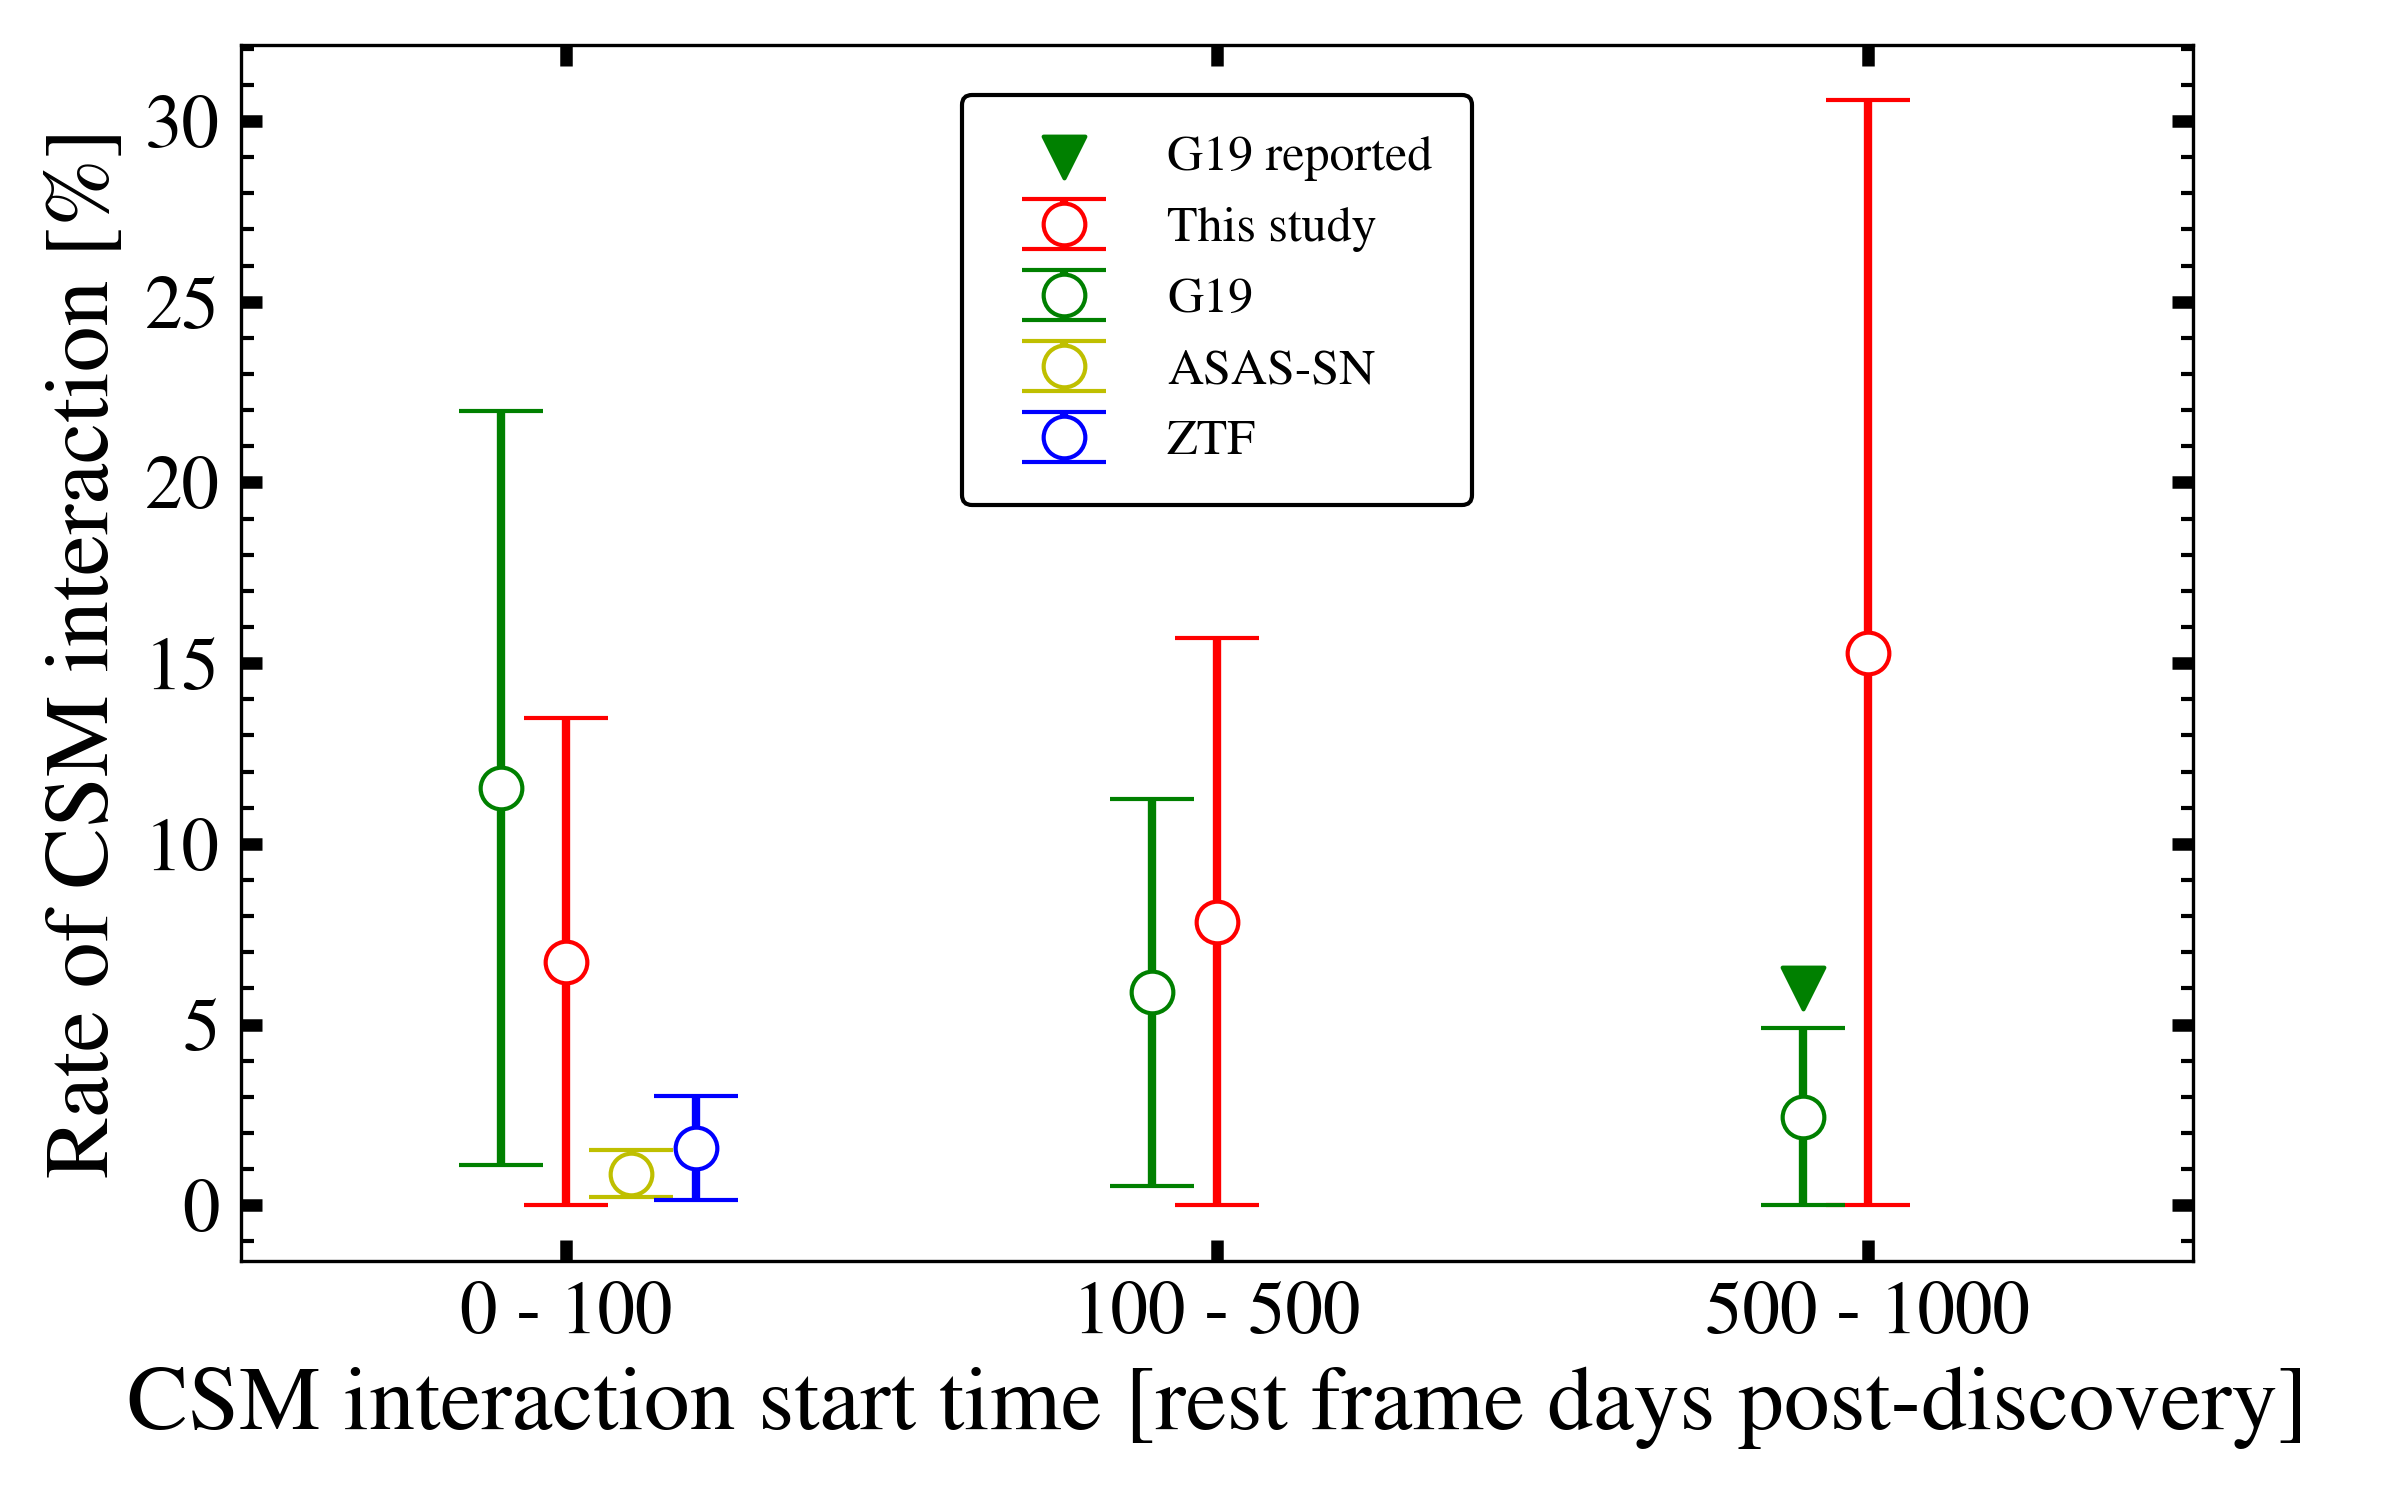 Rate of CSM interaction [%]
30
25
20
15
10
5
0
G19 reported
This study
G19
ASAS-SN
ZTF
0 - 100
100 - 500
500 - 1000
CSM interaction start time [rest frame days post-discovery]